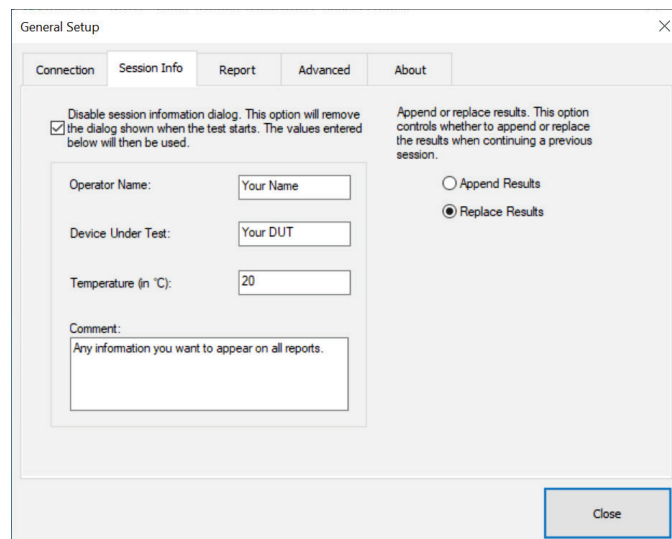 General Setup
Connection
Session Info
Report
Advanced
About
Disable session information dialog. This option will remove
the dialog shown when the test starts. The values entered
below will then be used.
Operator Name:
Your Name
Device Under Test:
Your DUT
Temperature (in °C):
20
Comment:
Any information you want to appear on all reports.
Append or replace results. This option
controls whether to append or replace
the results when continuing a previous
session.
Append Results
Replace Results
Close